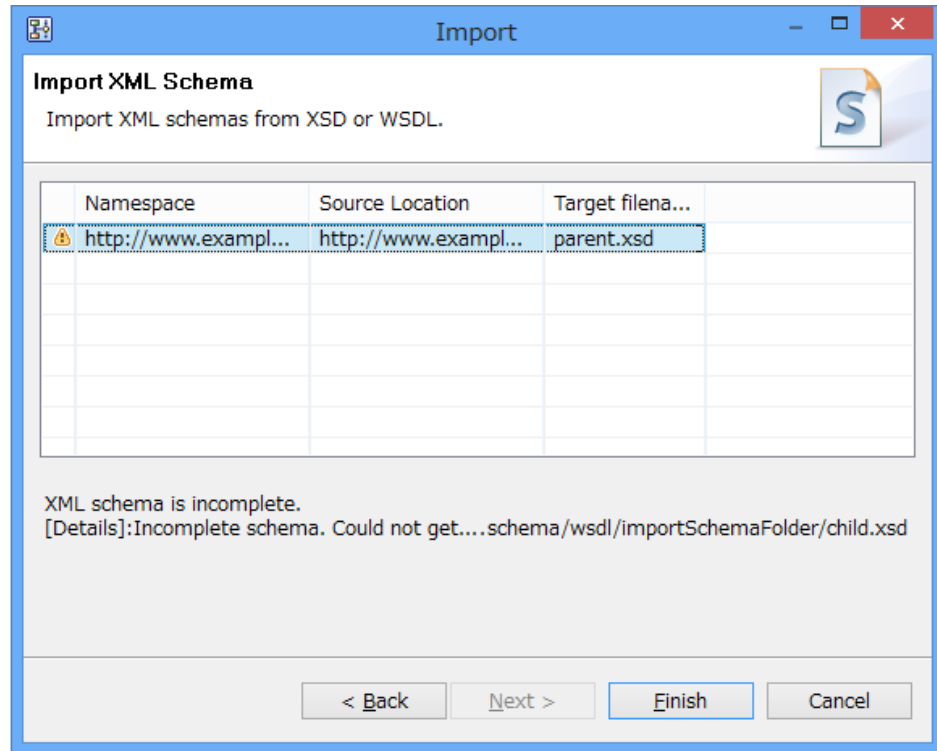 Import
Import XML Schema
Import XML schemas from XSD or WSDL.
Namespace Source Location Target filena...
http://www.exampl... http://www.exampl... parent.xsd
XML schema is incomplete.
[Details]:Incomplete schema. Could not get....schema/wsdl/importSchemaFolder/child.xsd
< Back Next > Finish Cancel